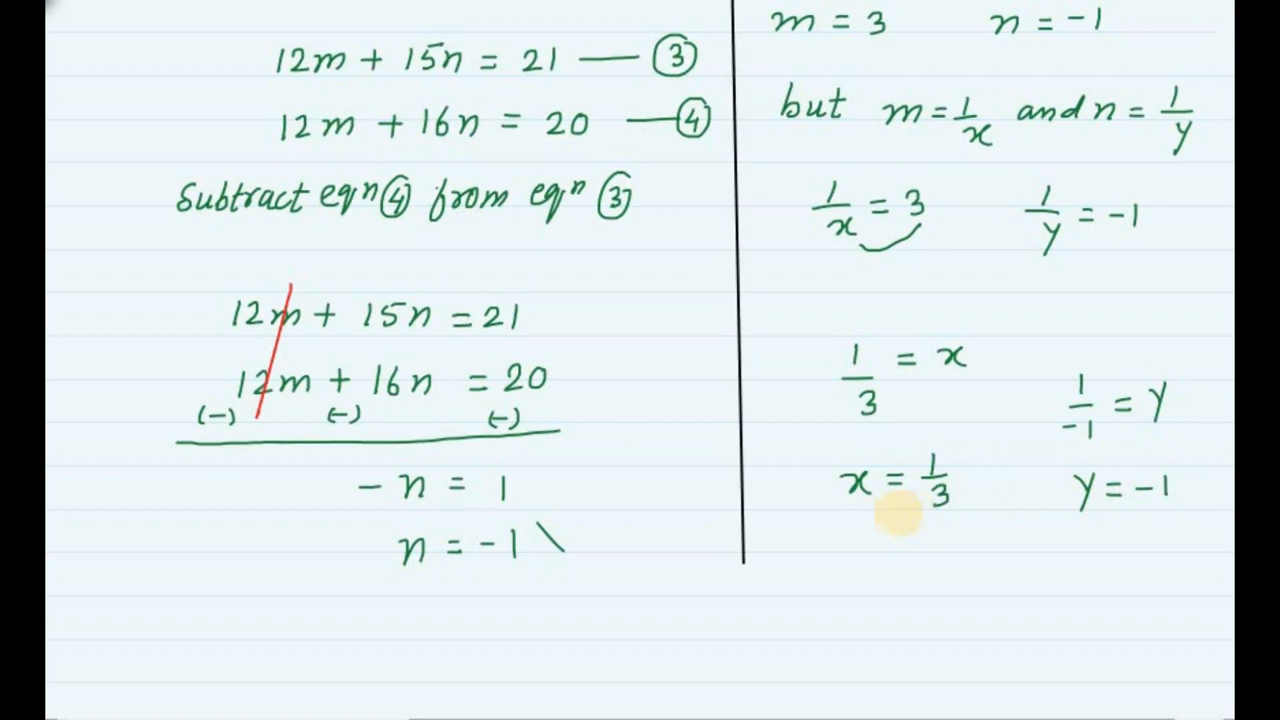 12m + 15n = 21 —— ③
12m + 16n = 20 —— ④
Subtract eqn ④ from eqn ③
12m + 15n = 21
12m + 16n = 20
(-) (-) (-)
- n = 1
n = -1 \
m = 3 n = -1
but m = 1/x and n = 1/y
1/x = 3 1/y = -1
1/3 = x
1/-1 = y
x = 1/3 y = -1